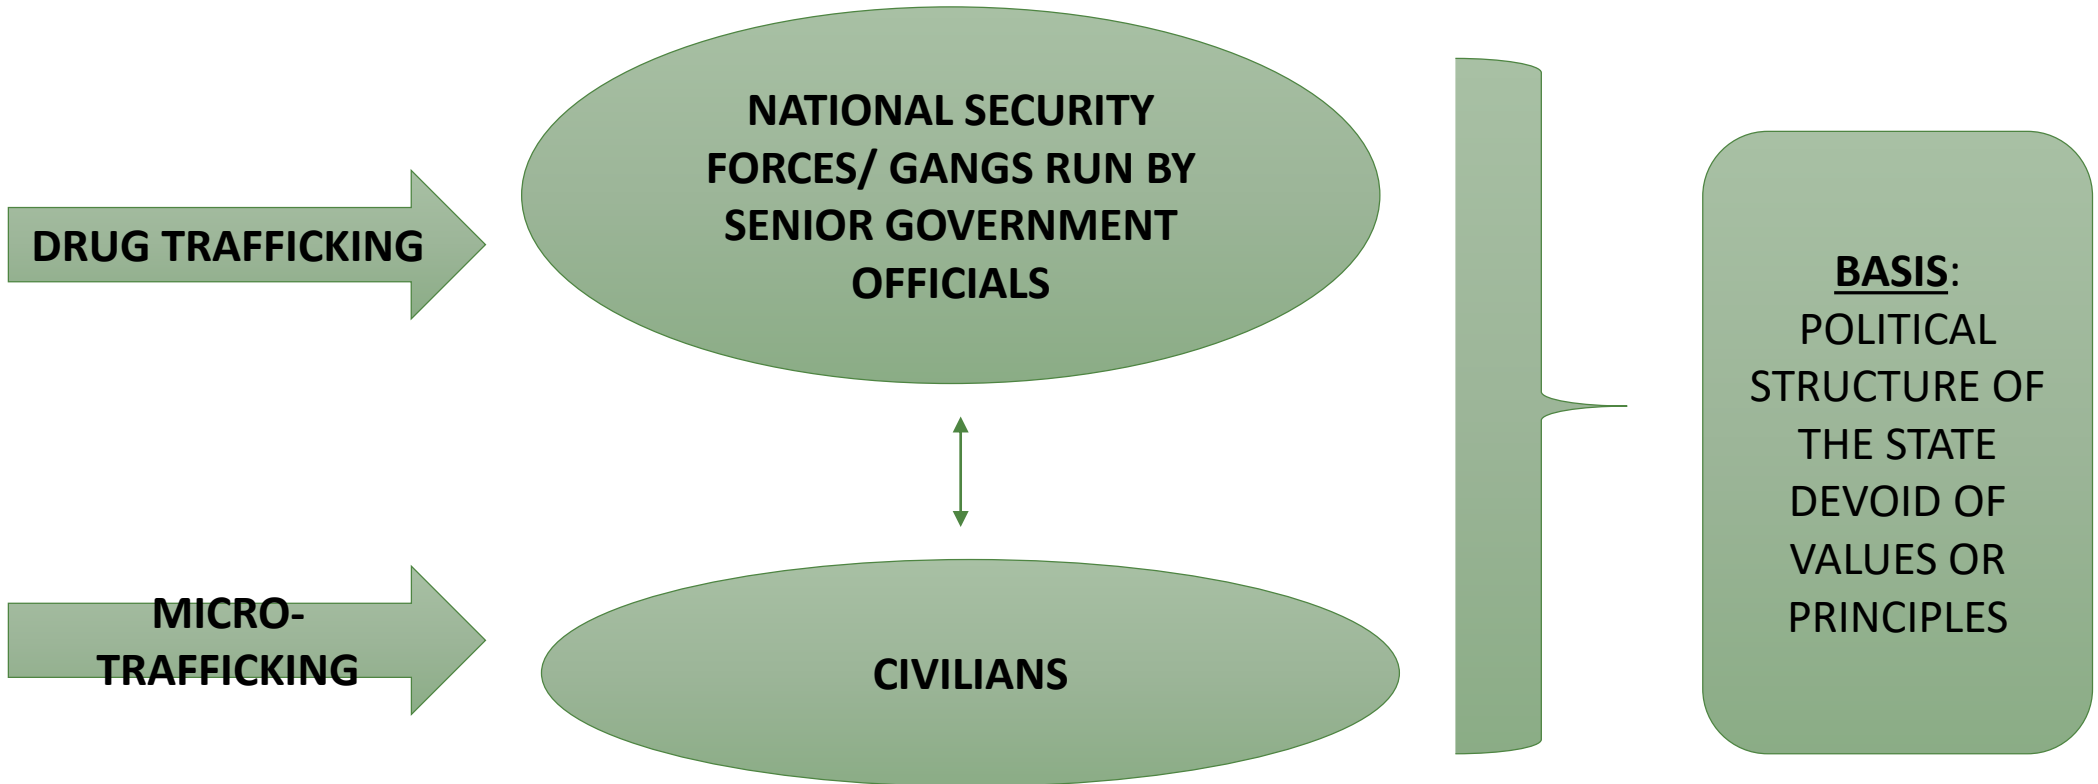 DRUG TRAFFICKING
NATIONAL SECURITY
FORCES/ GANGS RUN BY
SENIOR GOVERNMENT
OFFICIALS
MICRO-
TRAFFICKING
CIVILIANS
BASIS:
POLITICAL
STRUCTURE OF
THE STATE
DEVOID OF
VALUES OR
PRINCIPLES